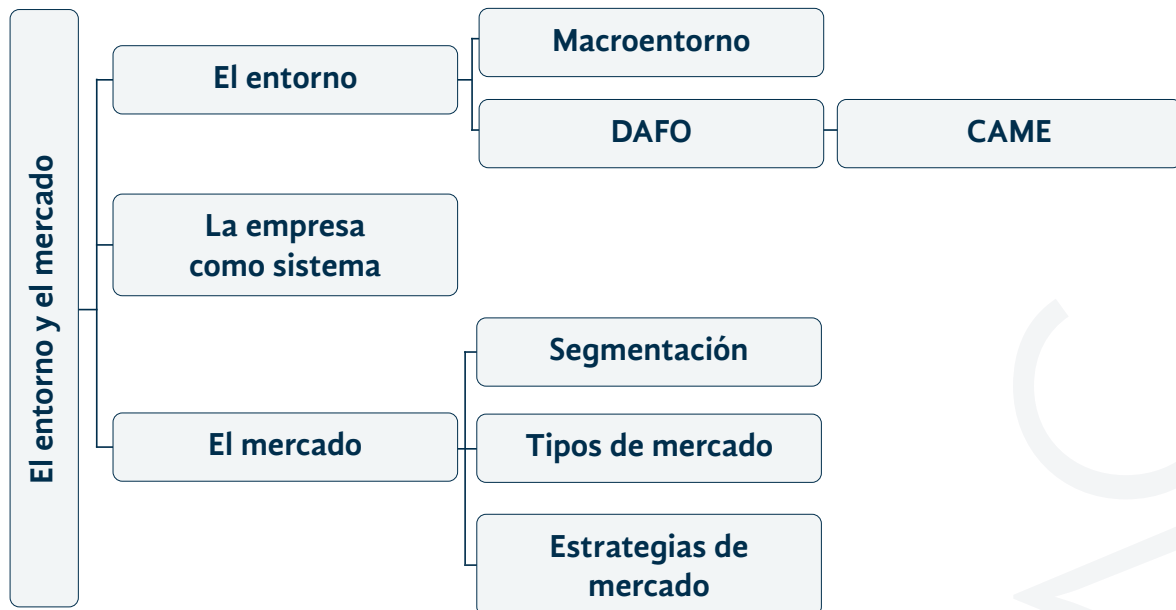 El entorno y el mercado
El entorno
Macroentorno
DAFO
CAME
La empresa
como sistema
El mercado
Segmentación
Tipos de mercado
Estrategias de
mercado